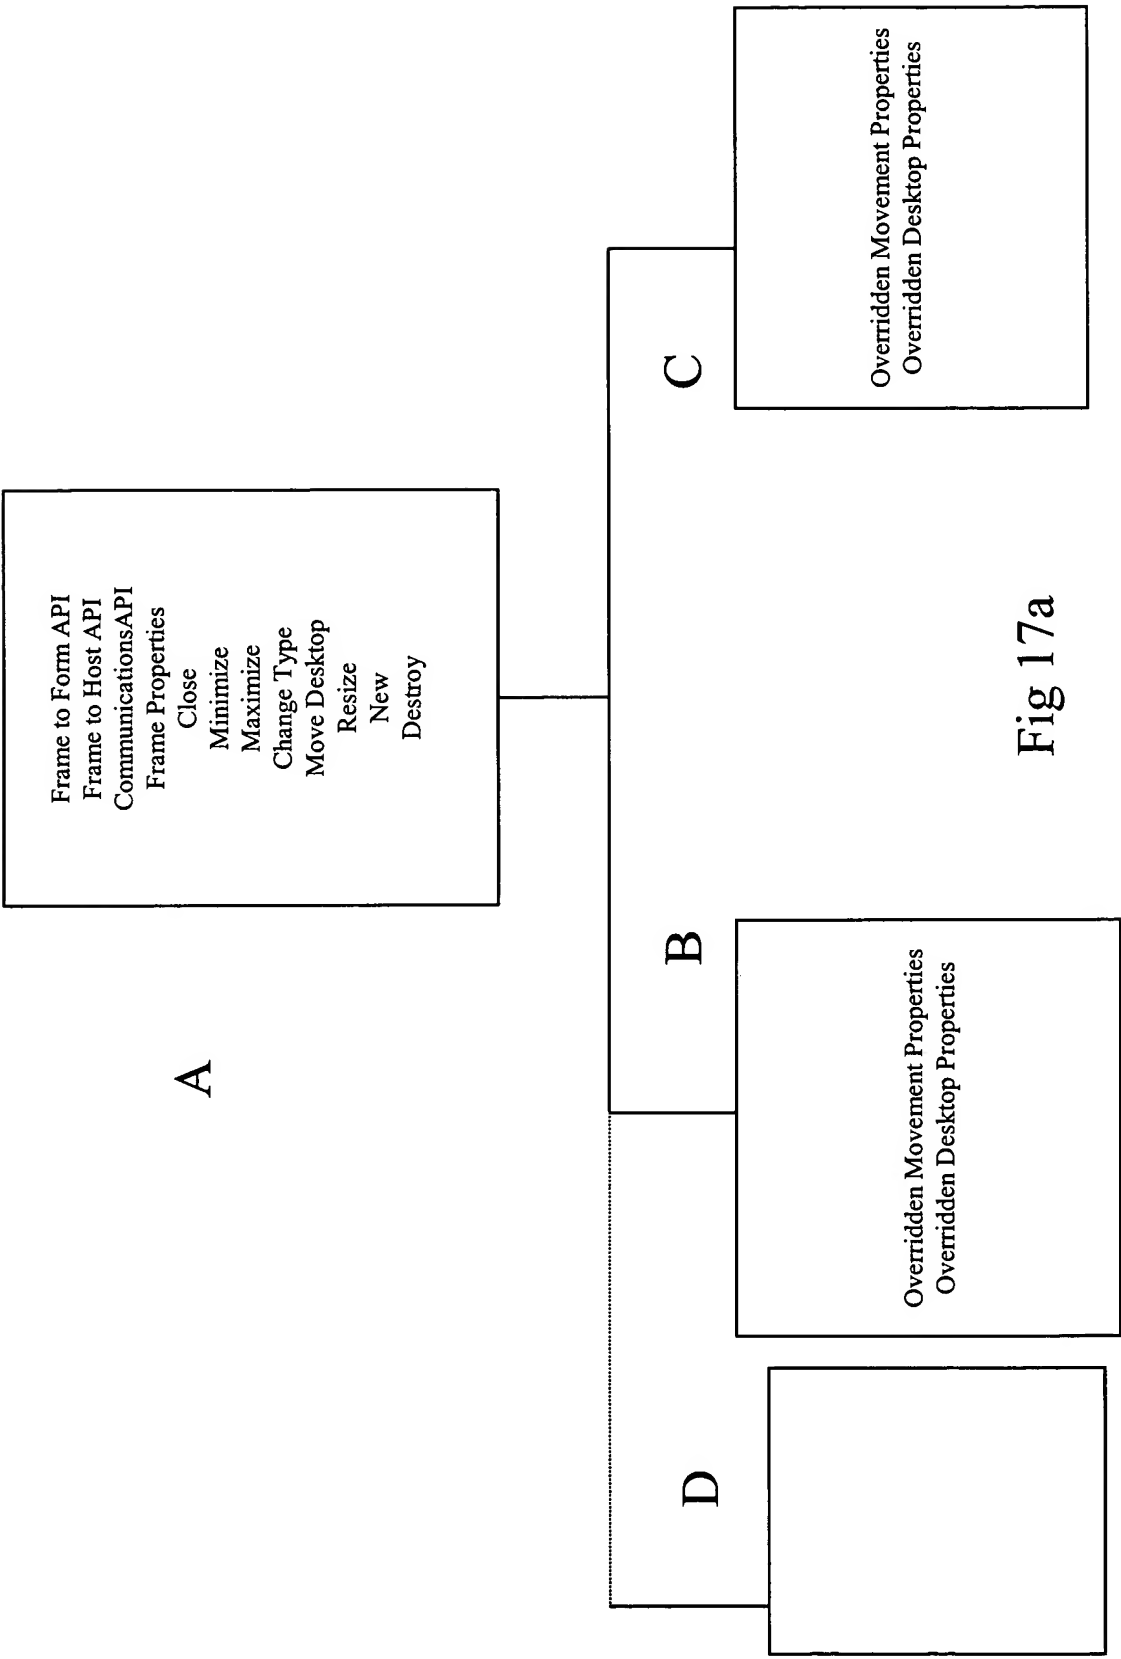 A
Frame to Form API
Frame to Host API
CommunicationsAPI
Frame Properties
Close
Minimize
Maximize
Change Type
Move Desktop
Resize
New
Destroy
D
B
C
Overridden Movement Properties
Overridden Desktop Properties
Overridden Movement Properties
Overridden Desktop Properties
Fig 17a